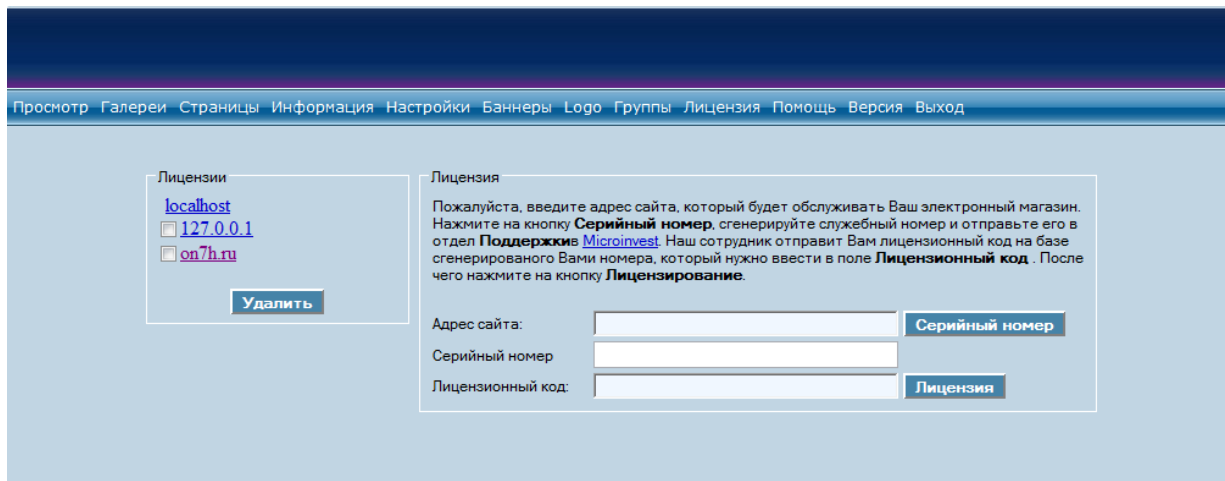 Просмотр Галереи Страницы Информация Настройки Баннеры Logo Группы Лицензия Помощь Версия Выход
Лицензии
localhost
127.0.0.1
on7h.ru
Удалить
Лицензия
Пожалуйста, введите адрес сайта, который будет обслуживать Ваш электронный магазин.
Нажмите на кнопку Серийный номер, сгенерируйте служебный номер и отправьте его в
отдел Поддержкив Microinvest. Наш сотрудник отправит Вам лицензионный код на базе
сгенерированого Вами номера, который нужно ввести в поле Лицензионный код . После
чего нажмите на кнопку Лицензирование.
Адрес сайта: Серийный номер
Серийный номер
Лицензионный код: Лицензия